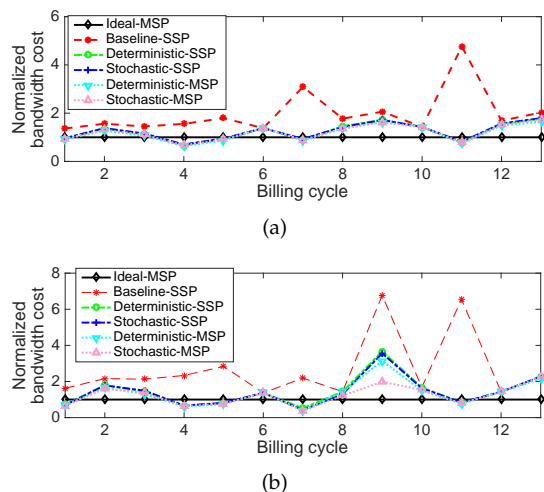 6
4
2
0
Normalized
bandwidth cost
Ideal-MSP
Baseline-SSP
Deterministic-SSP
Stochastic-SSP
Deterministic-MSP
Stochastic-MSP
2 4 6 8 10 12
Billing cycle
(a)
8
6
4
2
0
Normalized
bandwidth cost
Ideal-MSP
Baseline-SSP
Deterministic-SSP
Stochastic-SSP
Deterministic-MSP
Stochastic-MSP
2 4 6 8 10 12
Billing cycle
(b)